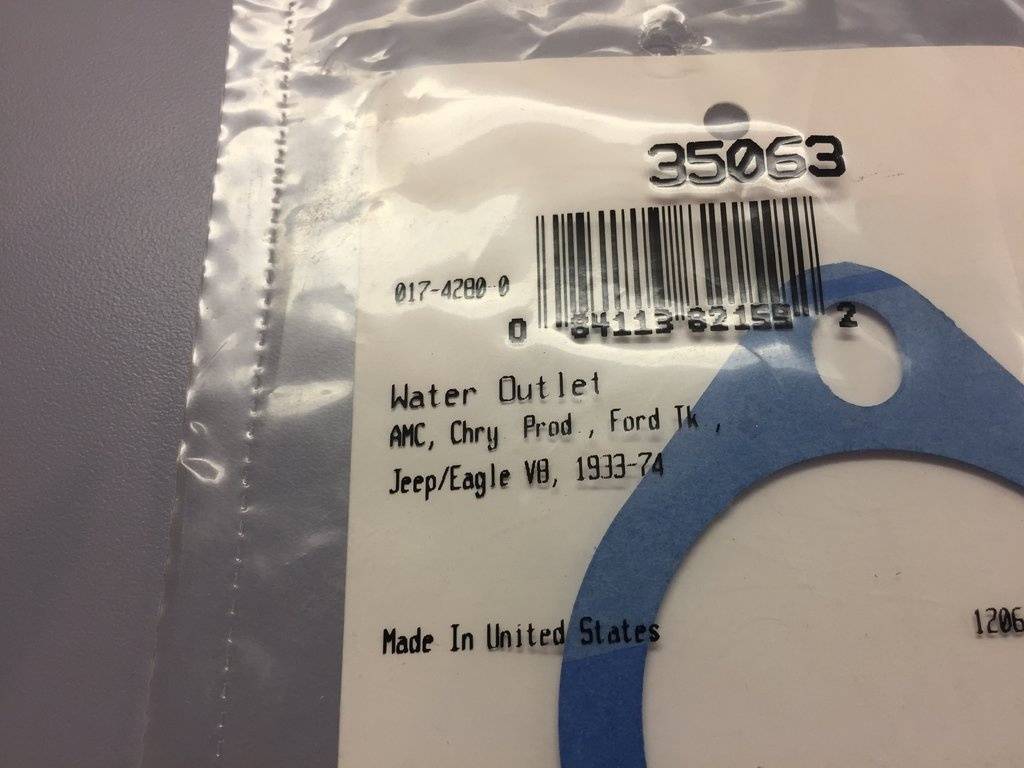 35063
017-4280-0
0 84113 82155 2
Water Outlet
AMC, Chry Prod., Ford Tk.,
Jeep/Eagle V8, 1933-74
Made In United States
1206